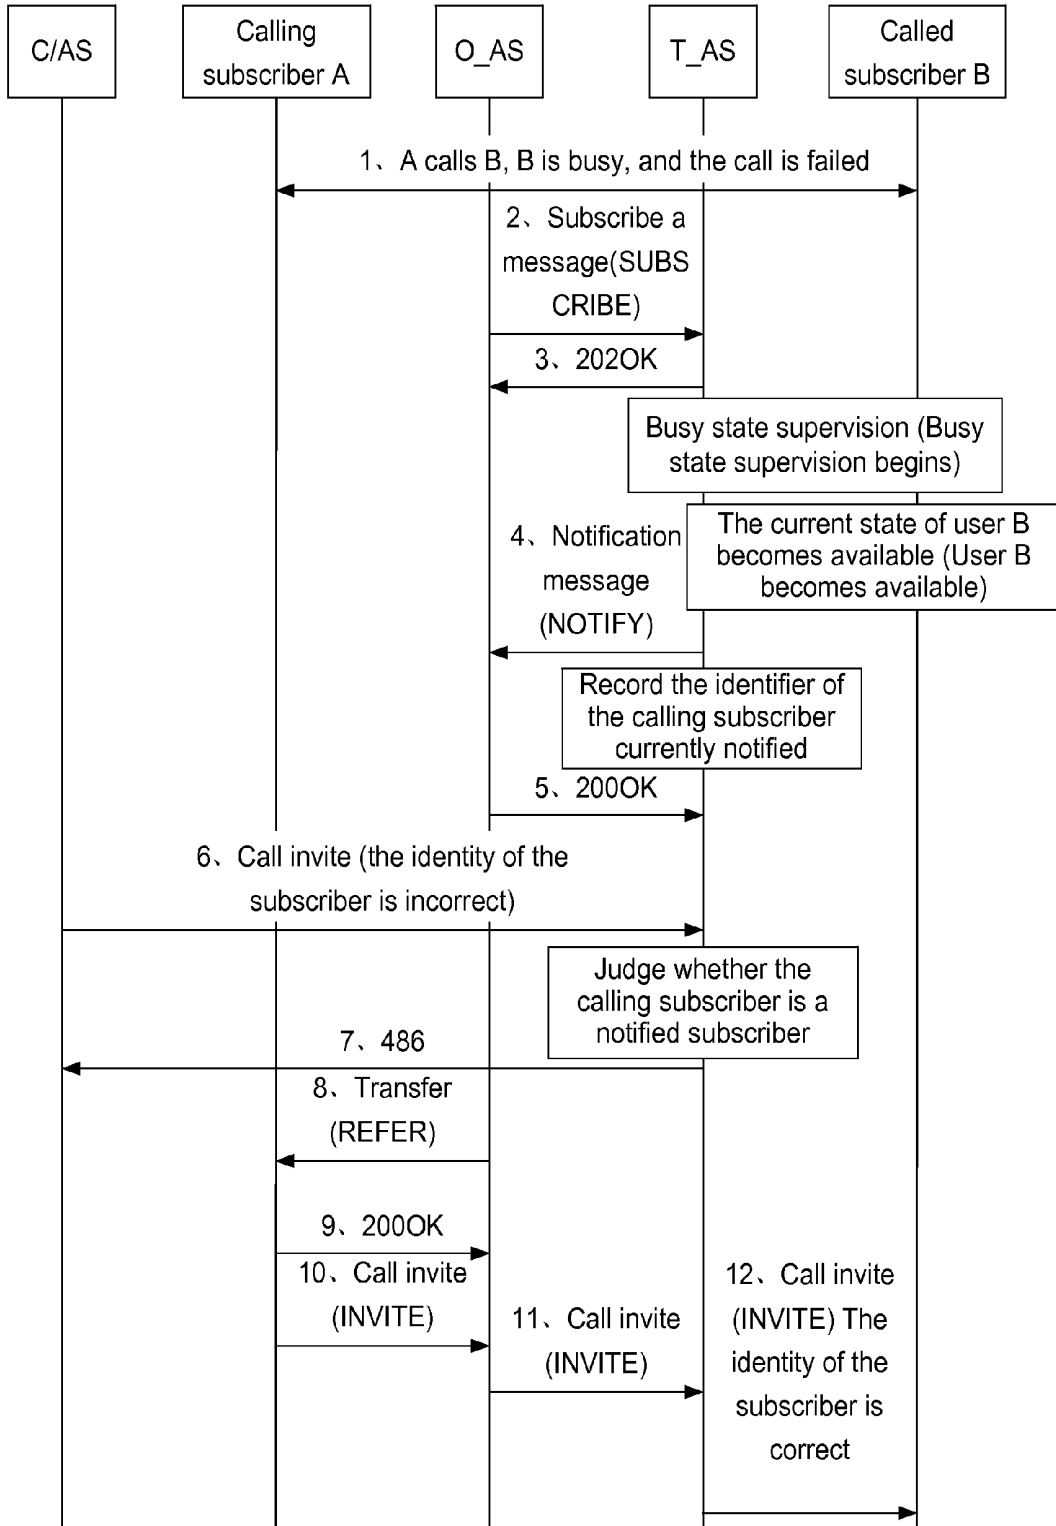 C/AS
Calling
subscriber A
O_AS
T_AS
Called
subscriber B
1、A calls B, B is busy, and the call is failed
2、Subscribe a
message(SUBS
CRIBE)
3、202OK
Busy state supervision (Busy
state supervision begins)
The current state of user B
becomes available (User B
becomes available)
4、Notification
message
(NOTIFY)
Record the identifier of
the calling subscriber
currently notified
5、200OK
6、Call invite (the identity of the
subscriber is incorrect)
Judge whether the
calling subscriber is a
notified subscriber
7、486
8、Transfer
(REFER)
9、200OK
10、Call invite
(INVITE)
11、Call invite
(INVITE)
12、Call invite
(INVITE) The
identity of the
subscriber is
correct